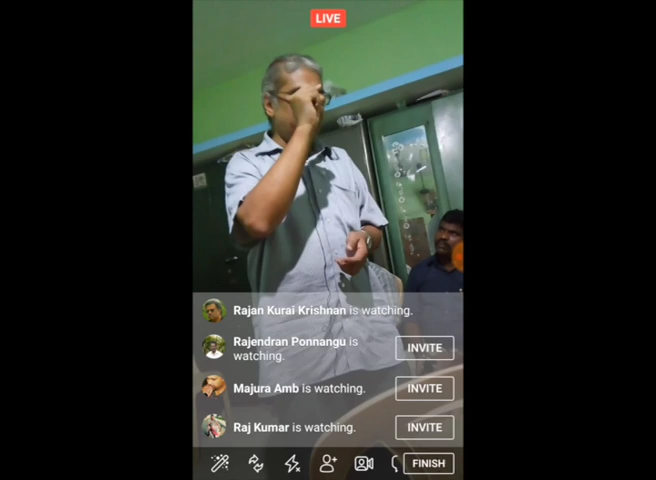 LIVE
Rajan Kurai Krishnan is watching.
Rajendran Ponnangu is
watching.
INVITE
Majura Amb is watching.
INVITE
Raj Kumar is watching.
INVITE
FINISH